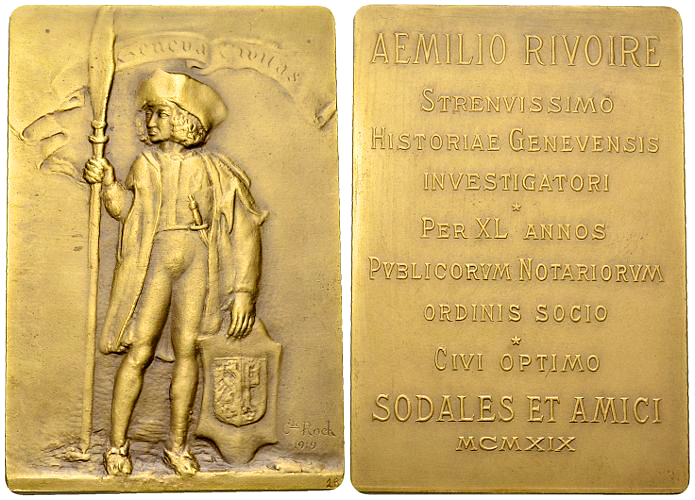 Geneva Civitas
Chs Roch
1919
AEMILIO RIVOIRE
STRENVISSIMO
HISTORIAE GENEVENSIS
INVESTIGATORI
*
PER XL ANNOS
PVBLICORVM NOTARIORVM
ORDINIS SOCIO
*
CIVI OPTIMO
SODALES ET AMICI
MCMXIX